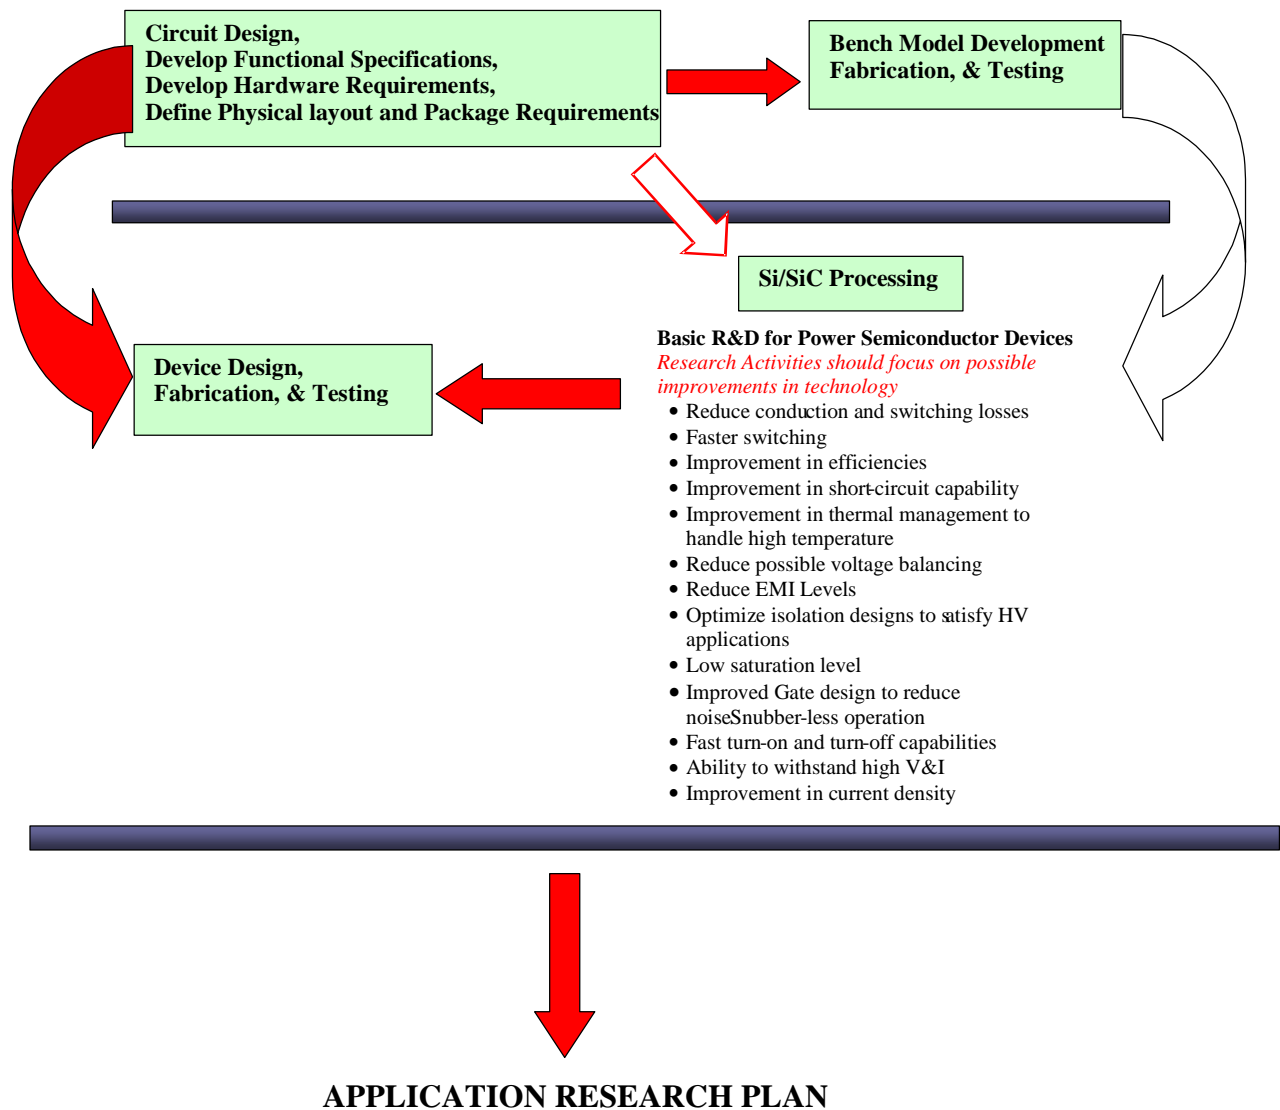 Circuit Design,
Develop Functional Specifications,
Develop Hardware Requirements,
Define Physical layout and Package Requirements
Bench Model Development
Fabrication, & Testing
Si/SiC Processing
Device Design,
Fabrication, & Testing
Basic R&D for Power Semiconductor Devices
Research Activities should focus on possible
improvements in technology
• Reduce conduction and switching losses
• Faster switching
• Improvement in efficiencies
• Improvement in short-circuit capability
• Improvement in thermal management to
handle high temperature
• Reduce possible voltage balancing
• Reduce EMI Levels
• Optimize isolation designs to satisfy HV
applications
• Low saturation level
• Improved Gate design to reduce
noiseSnubber-less operation
• Fast turn-on and turn-off capabilities
• Ability to withstand high V&I
• Improvement in current density
APPLICATION RESEARCH PLAN